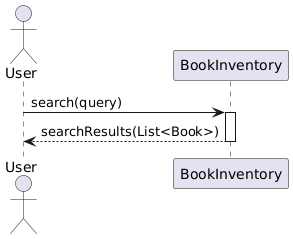 User
BookInventory
search(query)
searchResults(List<Book>)
User
BookInventory